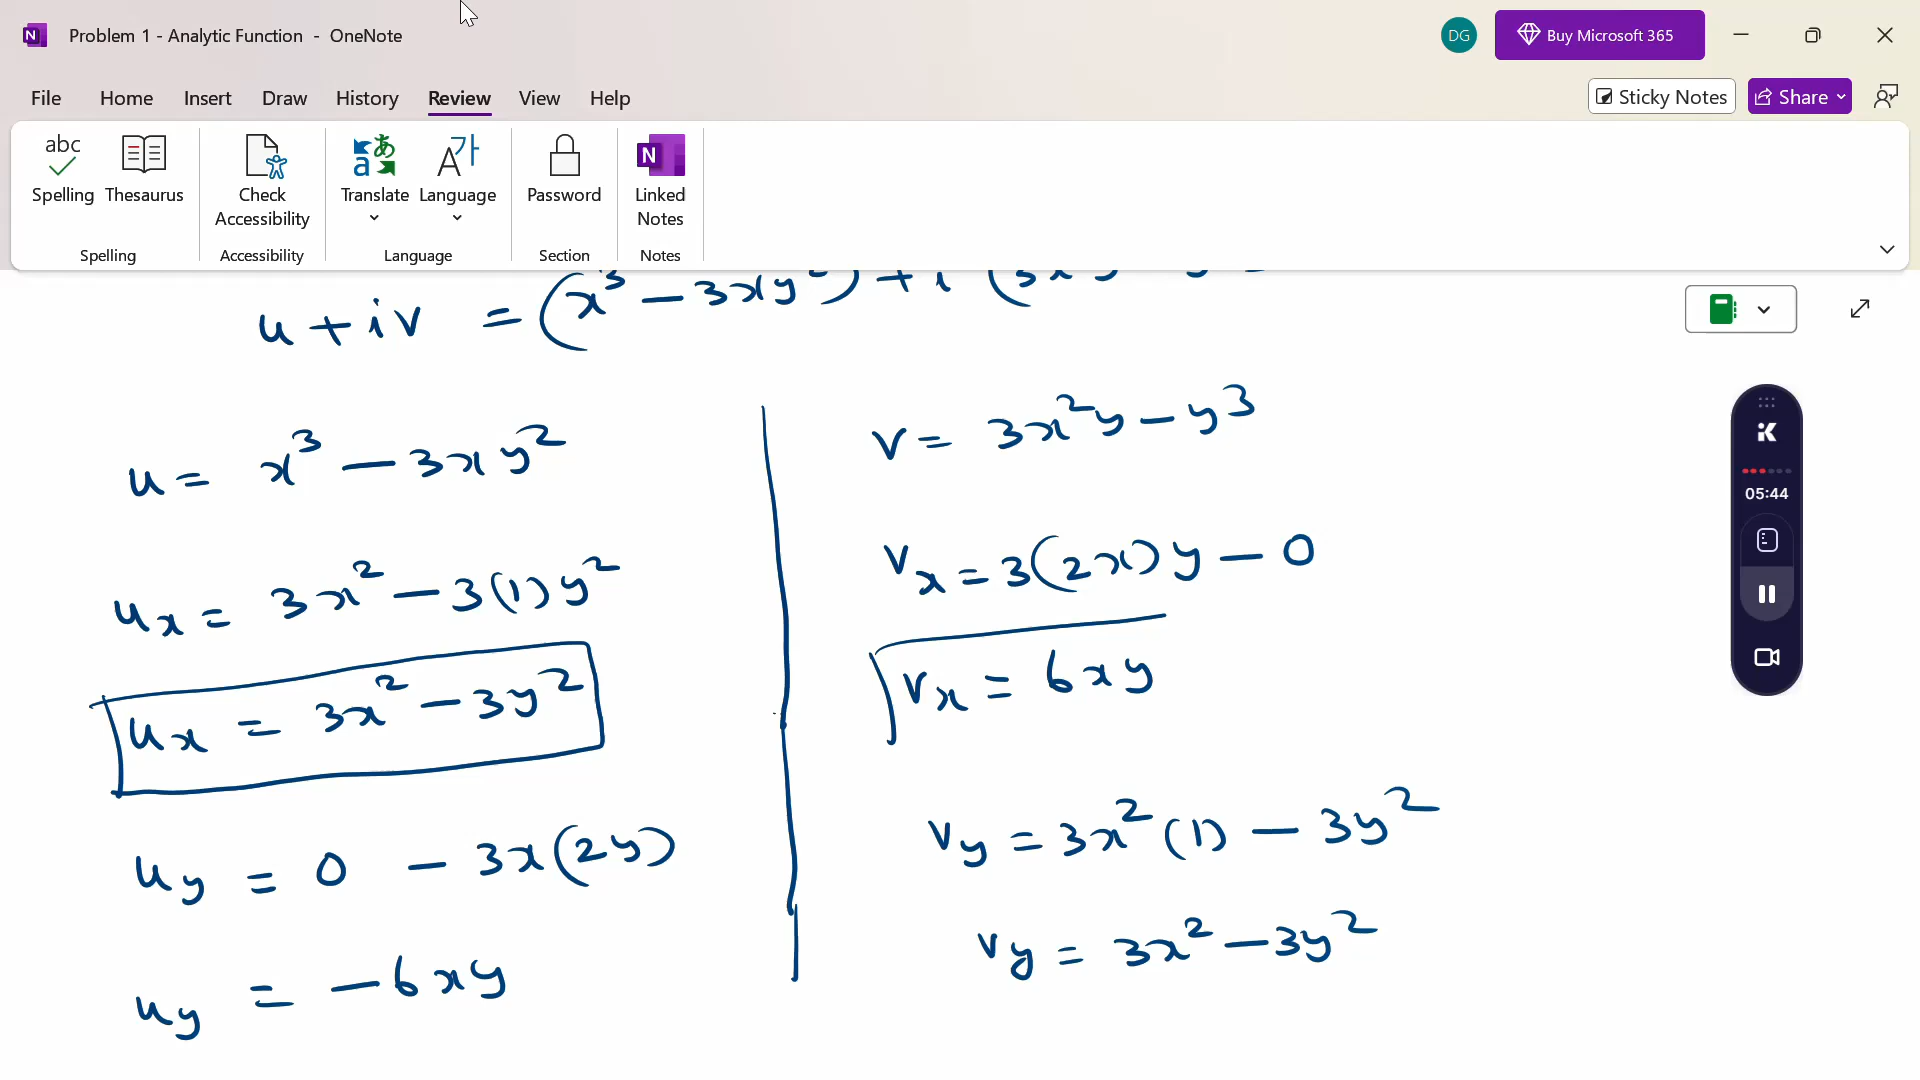 Problem 1 - Analytic Function - OneNote
DG
Buy Microsoft 365
File Home Insert Draw History Review View Help
Sticky Notes
Share
abc
Spelling
Thesaurus
Check Accessibility
Translate
Language
Password
Linked Notes
Spelling
Accessibility
Language
Section
Notes
u + iv = (x³ − 3xy²) + i (3x
u = x³ − 3xy²
uₓ = 3x² − 3(1)y²
uₓ = 3x² − 3y²
u_y = 0 − 3x(2y)
u_y = −6xy
v = 3x²y − y³
vₓ = 3(2x)y − 0
vₓ = 6xy
v_y = 3x²(1) − 3y²
v_y = 3x² − 3y²
05:44